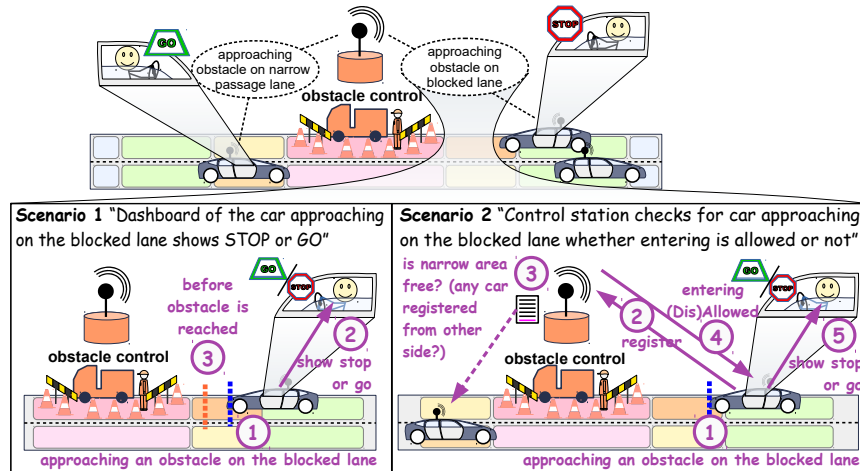 GO
STOP
approaching
obstacle on narrow
passage lane
approaching
obstacle on
blocked lane
obstacle control
Scenario 1 "Dashboard of the car approaching
on the blocked lane shows STOP or GO"
GO
STOP
before
obstacle is
reached
3
2
show stop
or go
obstacle control
1
approaching an obstacle on the blocked lane
Scenario 2 "Control station checks for car approaching
on the blocked lane whether entering is allowed or not"
is narrow area
free? (any car
registered
from other
side?)
3
GO
STOP
entering
(Dis)Allowed
2
4
register
5
show stop
or go
obstacle control
1
approaching an obstacle on the blocked lane